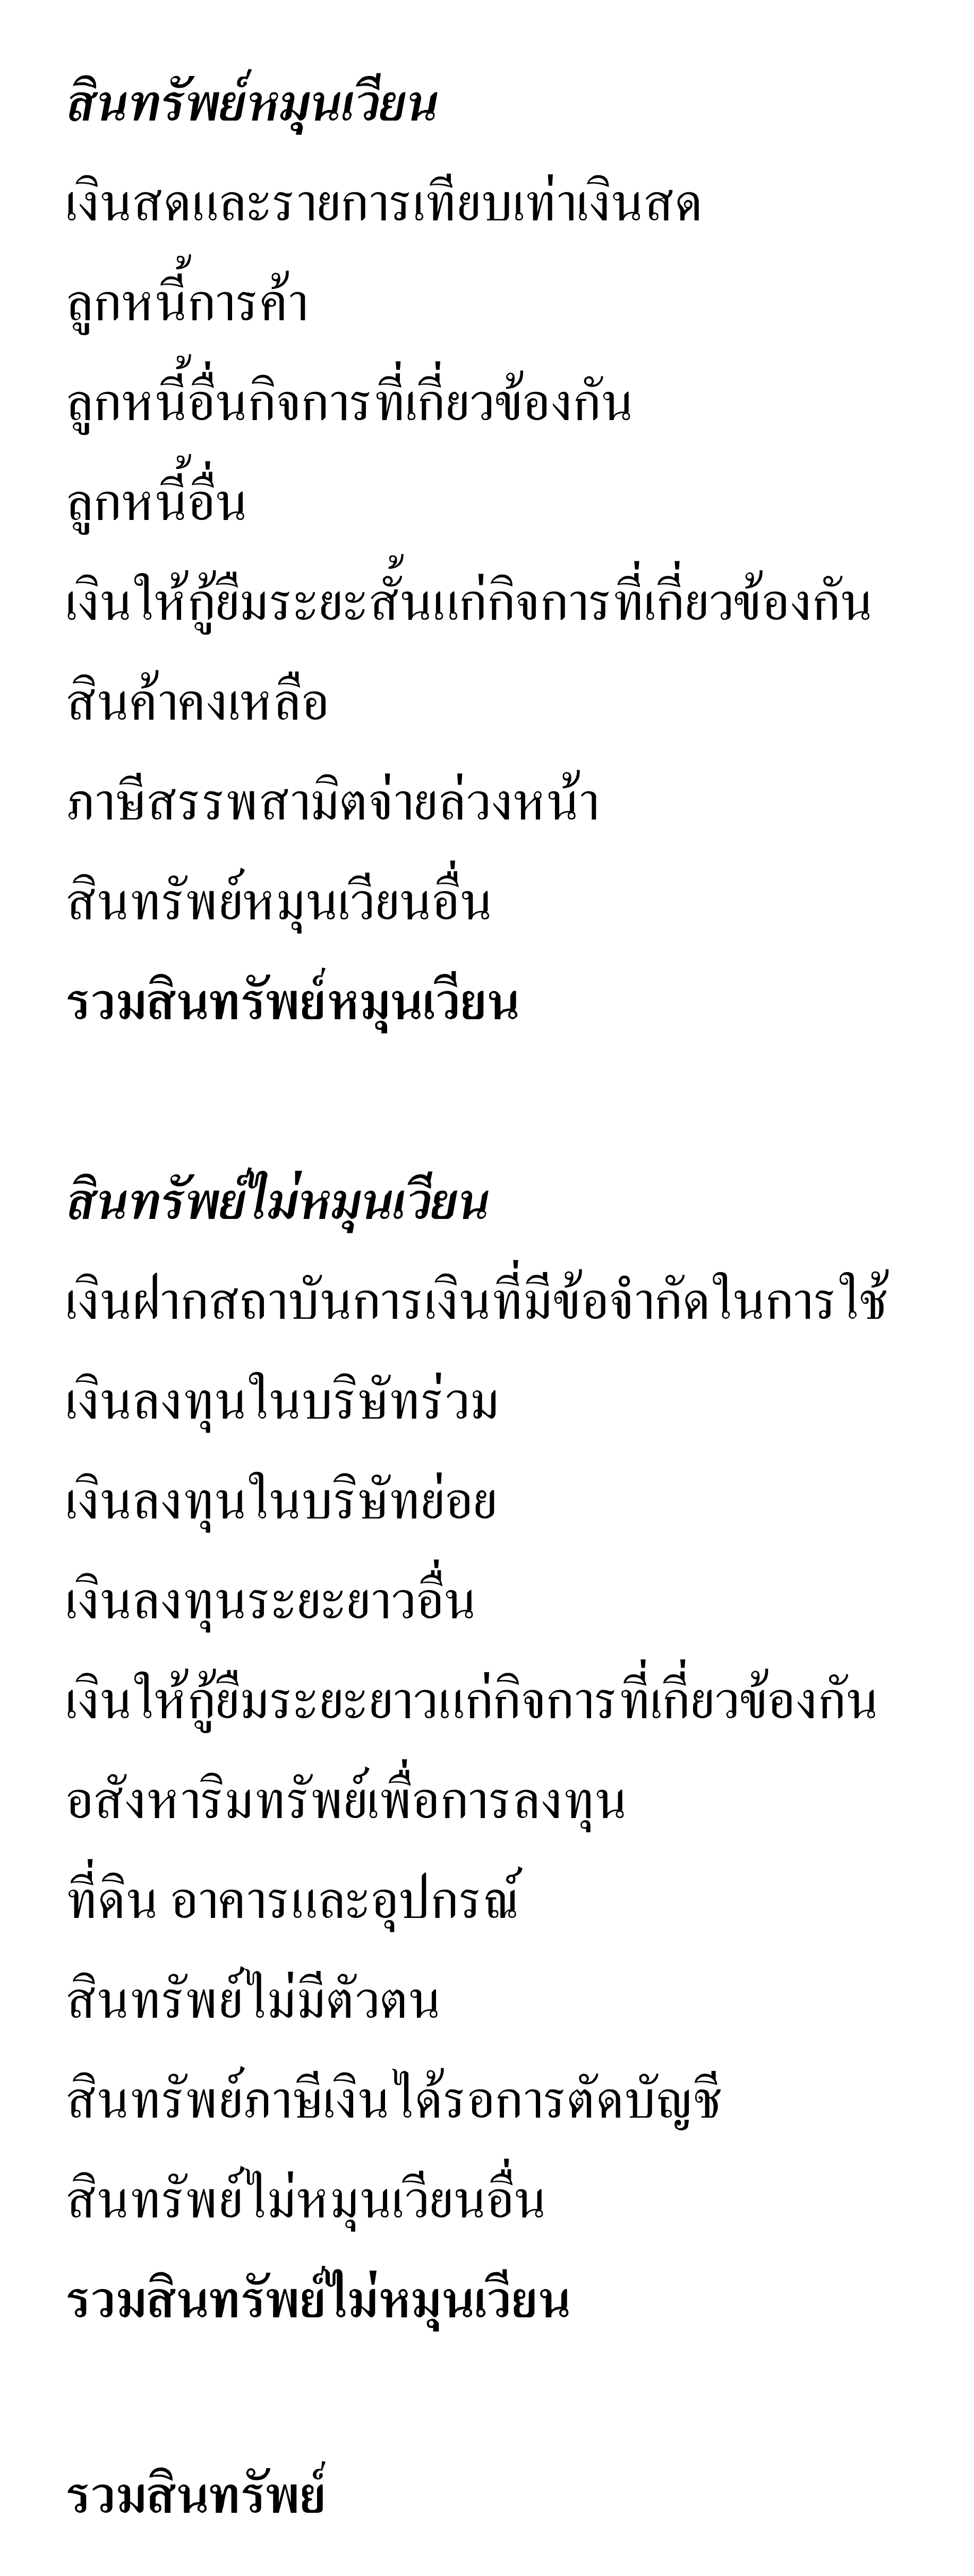 สินทรัพย์หมุนเวียน
เงินสดและรายการเทียบเท่าเงินสด
ลูกหนี้การค้า
ลูกหนี้อื่นกิจการที่เกี่ยวข้องกัน
ลูกหนี้อื่น
เงินให้กู้ยืมระยะสั้นแก่กิจการที่เกี่ยวข้องกัน
สินค้าคงเหลือ
ภาษีสรรพสามิตจ่ายล่วงหน้า
สินทรัพย์หมุนเวียนอื่น
รวมสินทรัพย์หมุนเวียน
สินทรัพย์ไม่หมุนเวียน
เงินฝากสถาบันการเงินที่มีข้อจำกัดในการใช้
เงินลงทุนในบริษัทร่วม
เงินลงทุนในบริษัทย่อย
เงินลงทุนระยะยาวอื่น
เงินให้กู้ยืมระยะยาวแก่กิจการที่เกี่ยวข้องกัน
อสังหาริมทรัพย์เพื่อการลงทุน
ที่ดิน อาคารและอุปกรณ์
สินทรัพย์ไม่มีตัวตน
สินทรัพย์ภาษีเงินได้รอการตัดบัญชี
สินทรัพย์ไม่หมุนเวียนอื่น
รวมสินทรัพย์ไม่หมุนเวียน
รวมสินทรัพย์